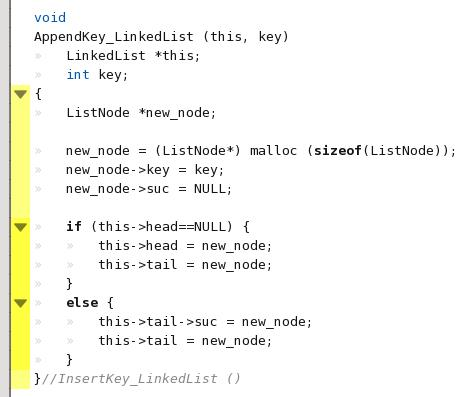 void
AppendKey_LinkedList (this, key)
» LinkedList *this;
» int key;
{
» ListNode *new_node;
» new_node = (ListNode*) malloc (sizeof(ListNode));
» new_node->key = key;
» new_node->suc = NULL;
» if (this->head==NULL) {
» » this->head = new_node;
» » this->tail = new_node;
» }
» else {
» » this->tail->suc = new_node;
» » this->tail = new_node;
» }
}//InsertKey_LinkedList ()